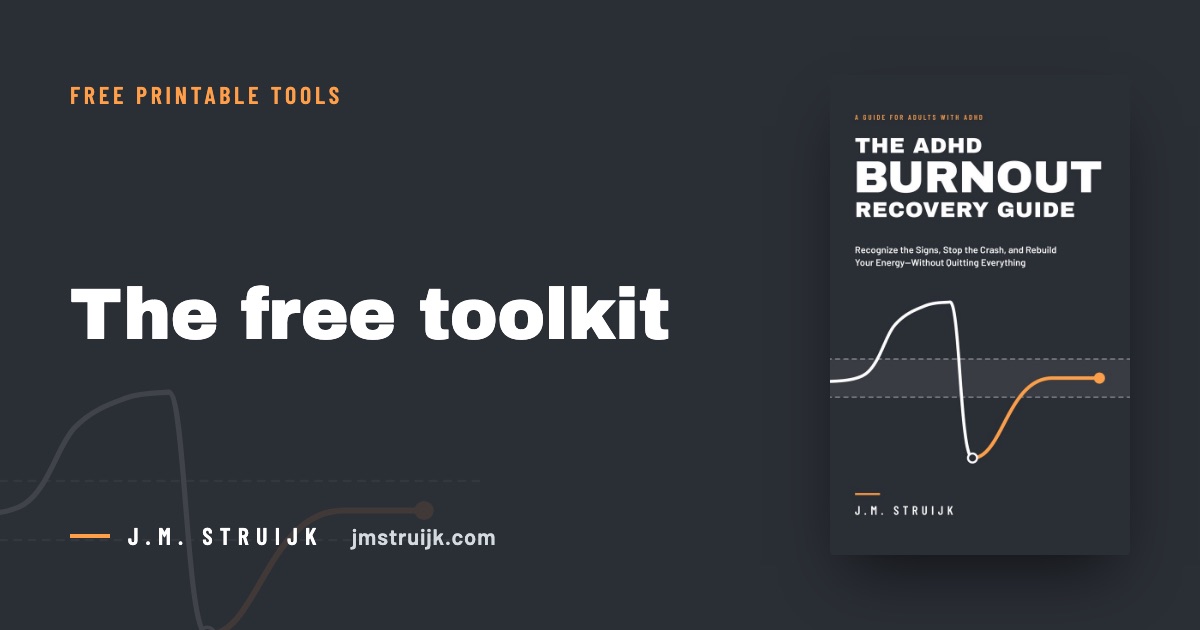 FREE PRINTABLE TOOLS
The free toolkit
J.M. STRUIJK jmstruijk.com
A GUIDE FOR ADULTS WITH ADHD
THE ADHD
BURNOUT
RECOVERY GUIDE
Recognize the Signs, Stop the Crash, and Rebuild
Your Energy—Without Quitting Everything
J.M. STRUIJK